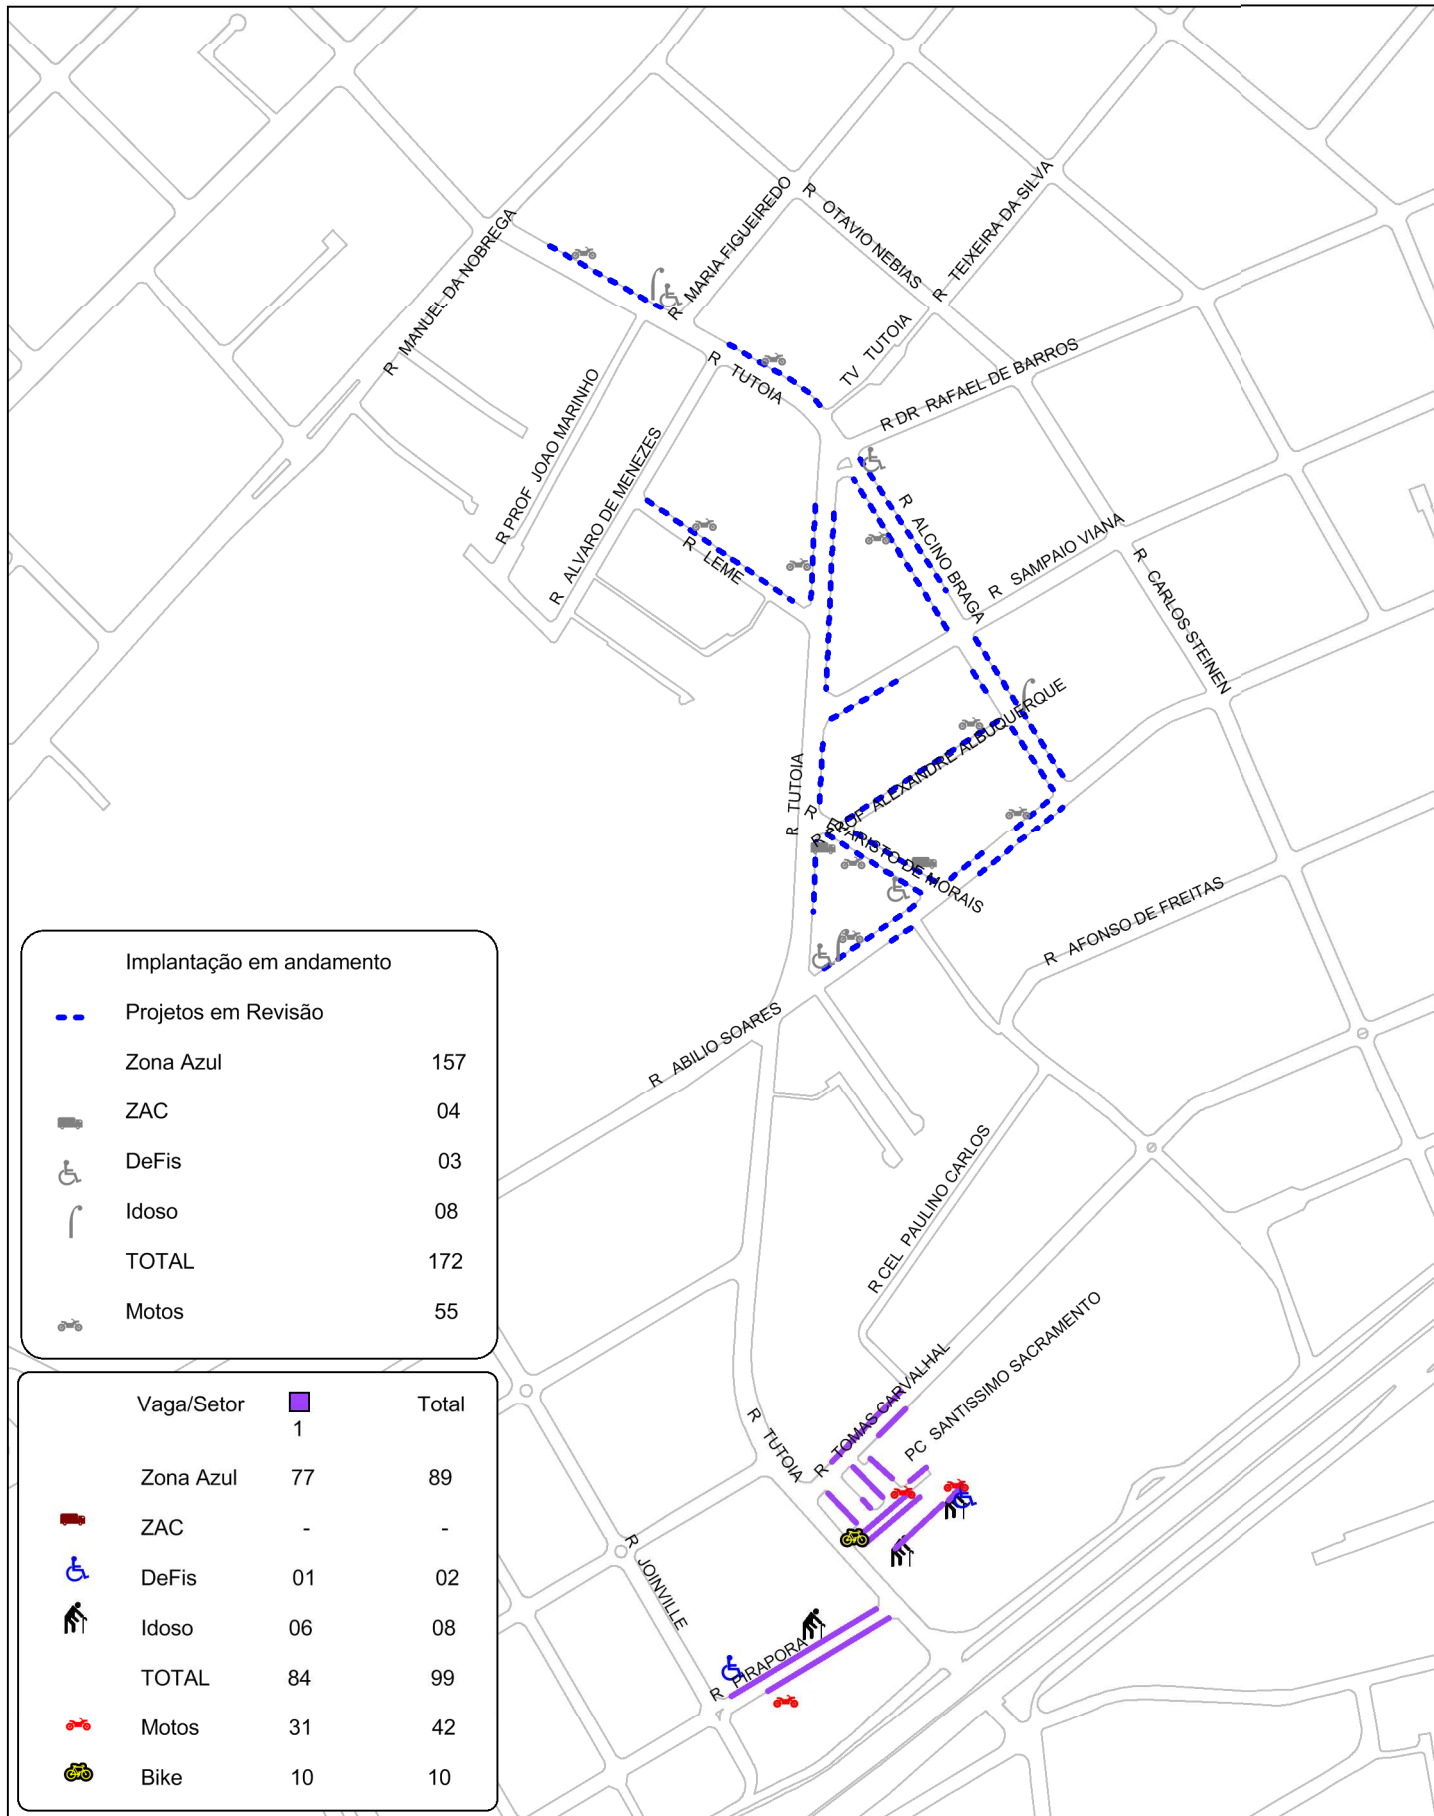 R MANUEL DA NOBREGA
R MARIA FIGUEIREDO
R OTAVIO NEBIAS
R TEIXEIRA DA SILVA
TV TUTOIA
R TUTOIA
R DR RAFAEL DE BARROS
R PROF JOAO MARINHO
R ALVARO DE MENEZES
R LEME
R ALCINO BRAGA
R SAMPAIO VIANA
R CARLOS STEINEN
R TUTOIA
R PROF ALEXANDRE ALBUQUERQUE
R EVARISTO DE MORAIS
R AFONSO DE FREITAS
R ABILIO SOARES
R CEL PAULINO CARLOS
R TUTOIA
R TOMAS CARVALHAL
PC SANTISSIMO SACRAMENTO
R JOINVILLE
R PIRAPORA
Implantação em andamento
Projetos em Revisão
Zona Azul 157
ZAC 04
DeFis 03
Idoso 08
TOTAL 172
Motos 55
Vaga/Setor Total
1
Zona Azul 77 89
ZAC - -
DeFis 01 02
Idoso 06 08
TOTAL 84 99
Motos 31 42
Bike 10 10